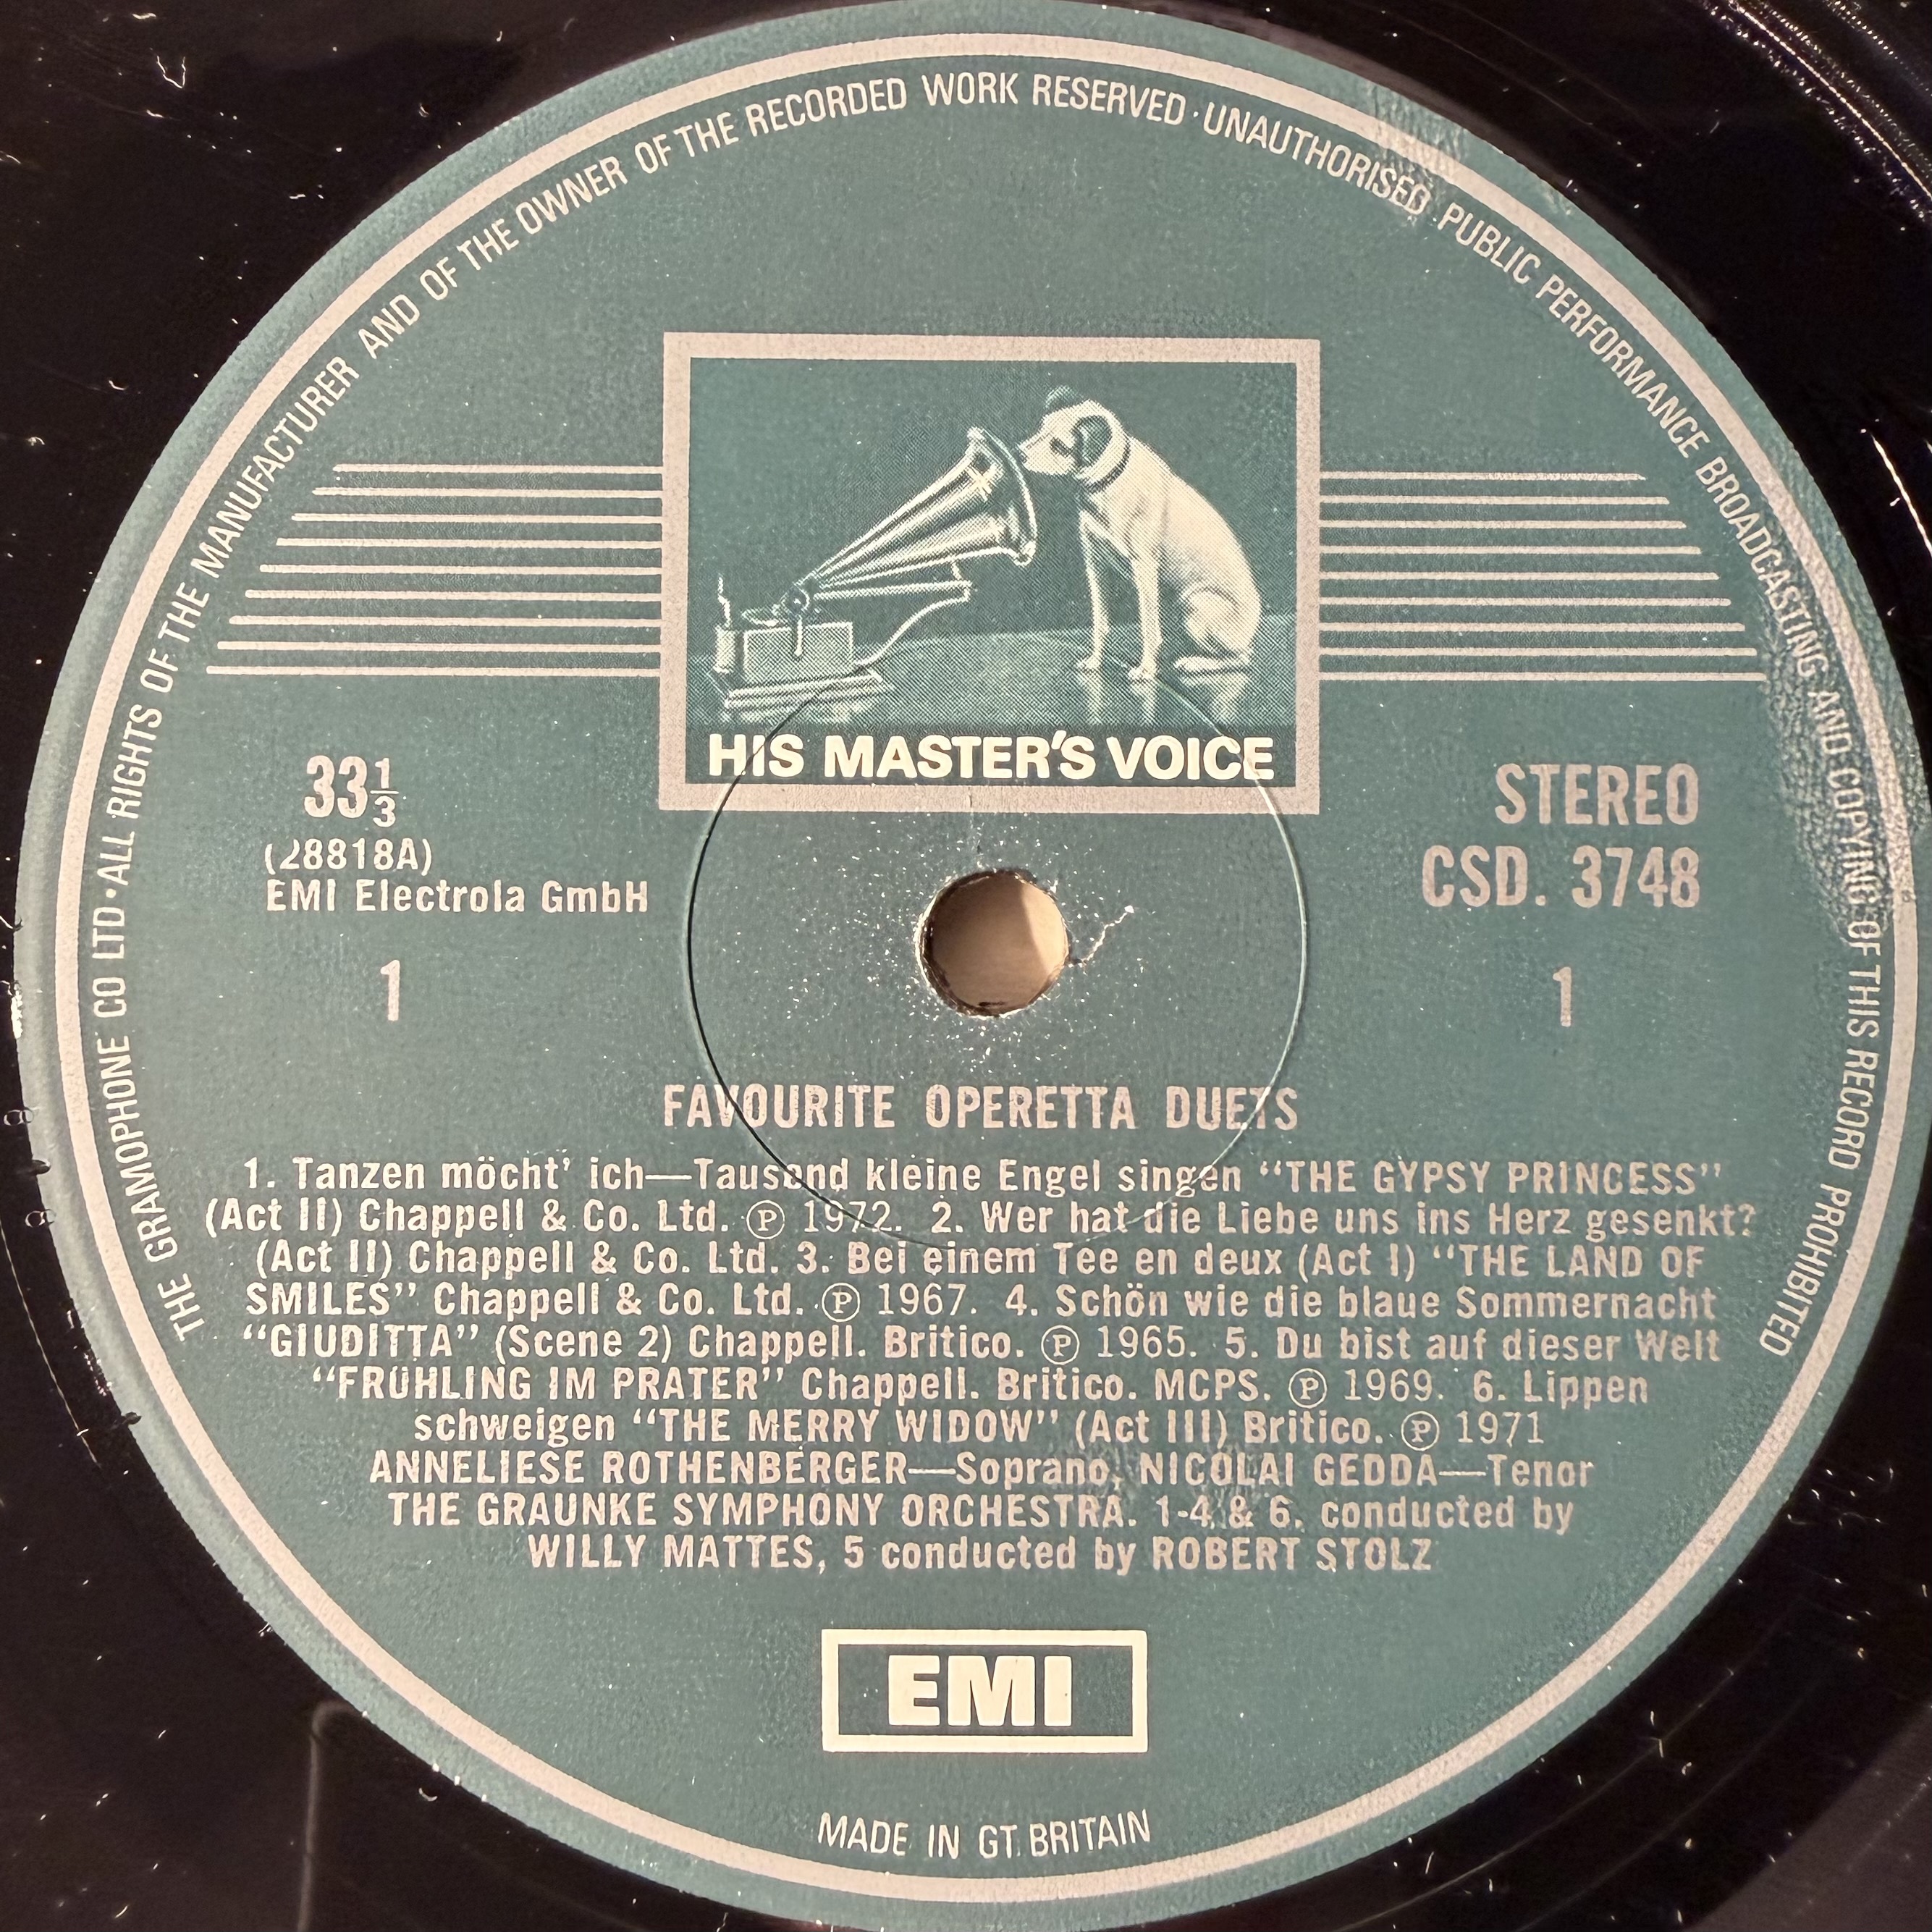 THE GRAMOPHONE CO LTD · ALL RIGHTS OF THE MANUFACTURER AND OF THE OWNER OF THE RECORDED WORK RESERVED · UNAUTHORISED PUBLIC PERFORMANCE BROADCASTING AND COPYING OF THIS RECORD PROHIBITED
HIS MASTER'S VOICE
33⅓
(28818A)
EMI Electrola GmbH
1
STEREO
CSD. 3748
1
FAVOURITE OPERETTA DUETS
1. Tanzen möcht' ich—Tausend kleine Engel singen “THE GYPSY PRINCESS”
(Act II) Chappell & Co. Ltd. ℗ 1972. 2. Wer hat die Liebe uns ins Herz gesenkt?
(Act II) Chappell & Co. Ltd. 3. Bei einem Tee en deux (Act I) “THE LAND OF
SMILES” Chappell & Co. Ltd. ℗ 1967. 4. Schön wie die blaue Sommernacht
“GIUDITTA” (Scene 2) Chappell. Britico. ℗ 1965. 5. Du bist auf dieser Welt
“FRÜHLING IM PRATER” Chappell. Britico. MCPS. ℗ 1969. 6. Lippen
schweigen “THE MERRY WIDOW” (Act III) Britico. ℗ 1971
ANNELIESE ROTHENBERGER—Soprano, NICOLAI GEDDA—Tenor
THE GRAUNKE SYMPHONY ORCHESTRA. 1-4 & 6. conducted by
WILLY MATTES, 5 conducted by ROBERT STOLZ
EMI
MADE IN GT. BRITAIN